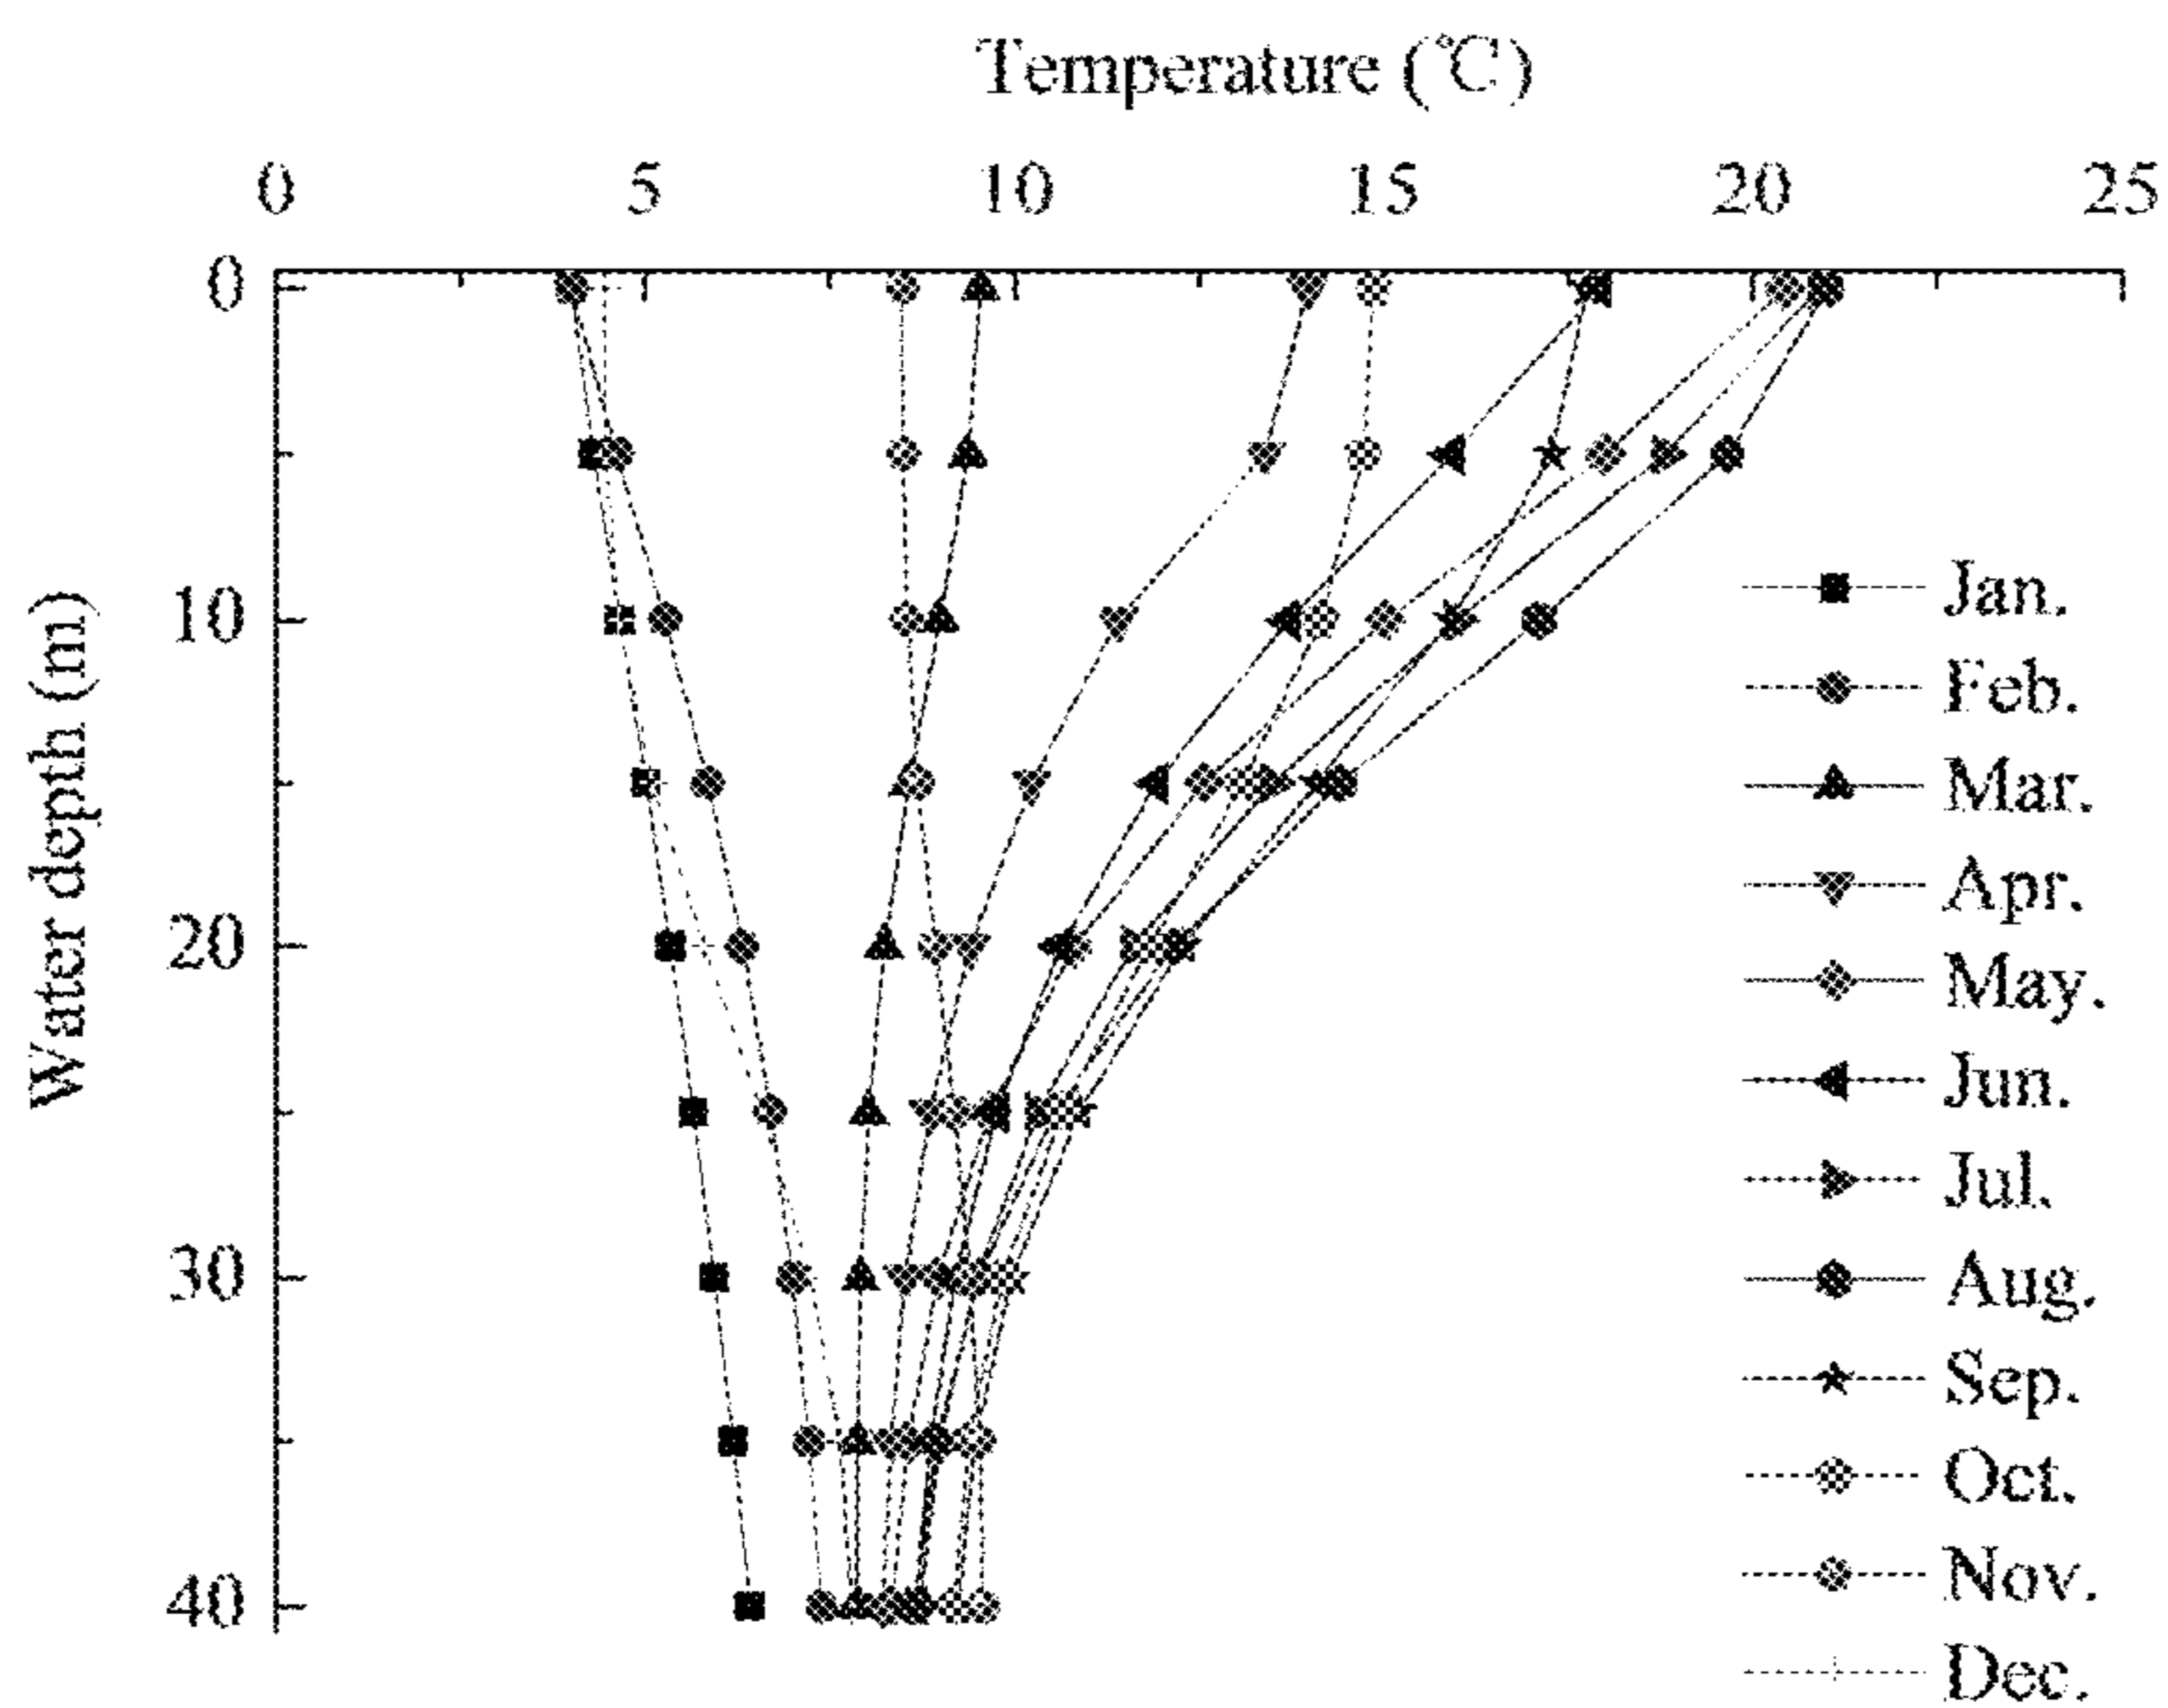 Temperature (℃)
0 5 10 15 20 25
0
10
20
30
40
Water depth (m)
Jan.
Feb.
Mar.
Apr.
May.
Jun.
Jul.
Aug.
Sep.
Oct.
Nov.
Dec.